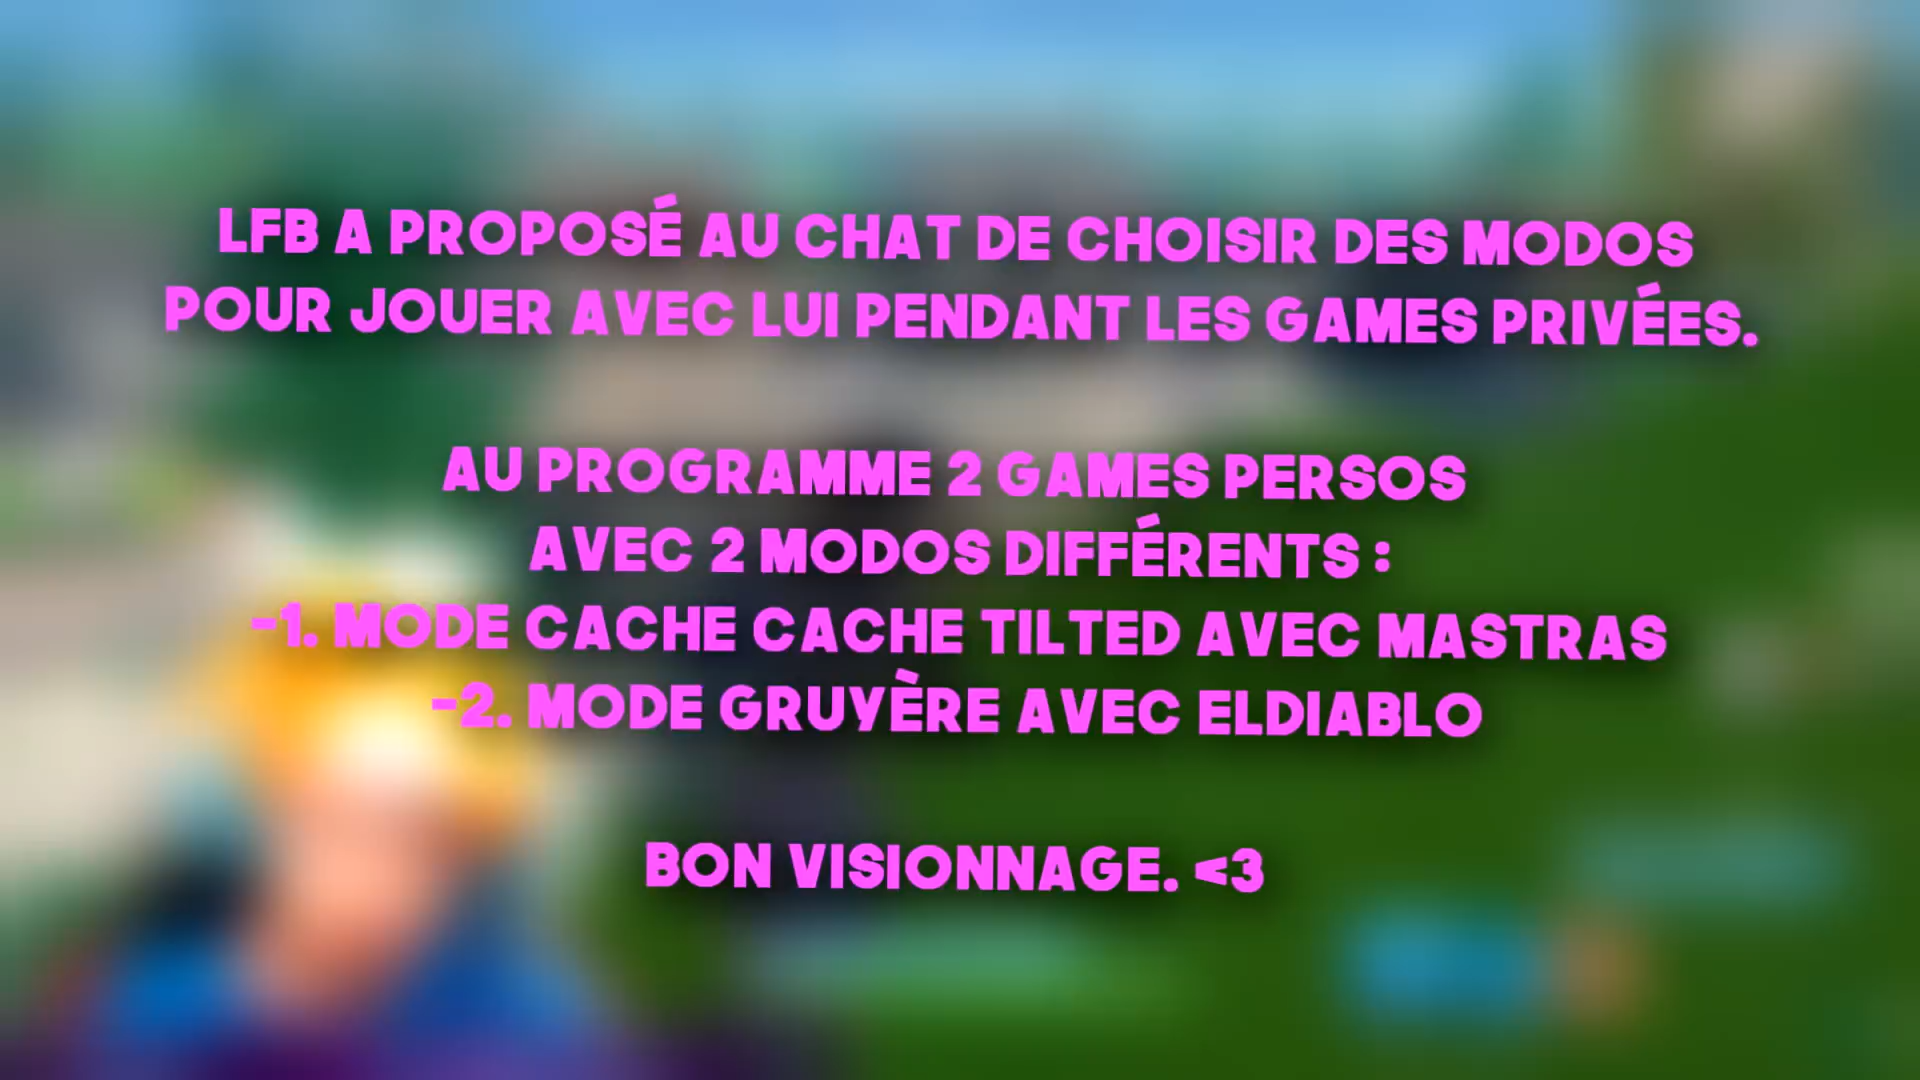 LFB A PROPOSÉ AU CHAT DE CHOISIR DES MODOS
POUR JOUER AVEC LUI PENDANT LES GAMES PRIVÉES.
AU PROGRAMME 2 GAMES PERSOS
AVEC 2 MODOS DIFFÉRENTS :
-1. MODE CACHE CACHE TILTED AVEC MASTRAS
-2. MODE GRUYÈRE AVEC ELDIABLO
BON VISIONNAGE. <3